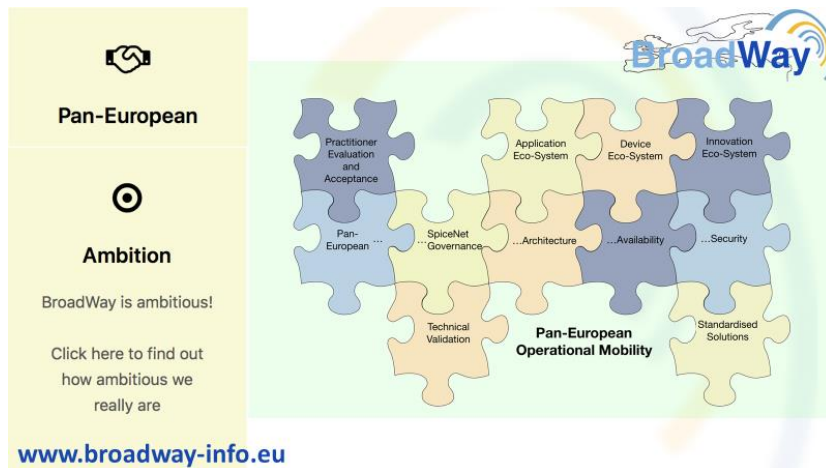 Pan-European
Ambition
BroadWay is ambitious!
Click here to find out
how ambitious we
really are
www.broadway-info.eu
BroadWay
Practitioner
Evaluation
and
Acceptance
Application
Eco-System
Device
Eco-System
Innovation
Eco-System
Pan-
European ...
...SpiceNet
Governance
...Architecture
...Availability
...Security
Technical
Validation
Pan-European
Operational Mobility
Standardised
Solutions